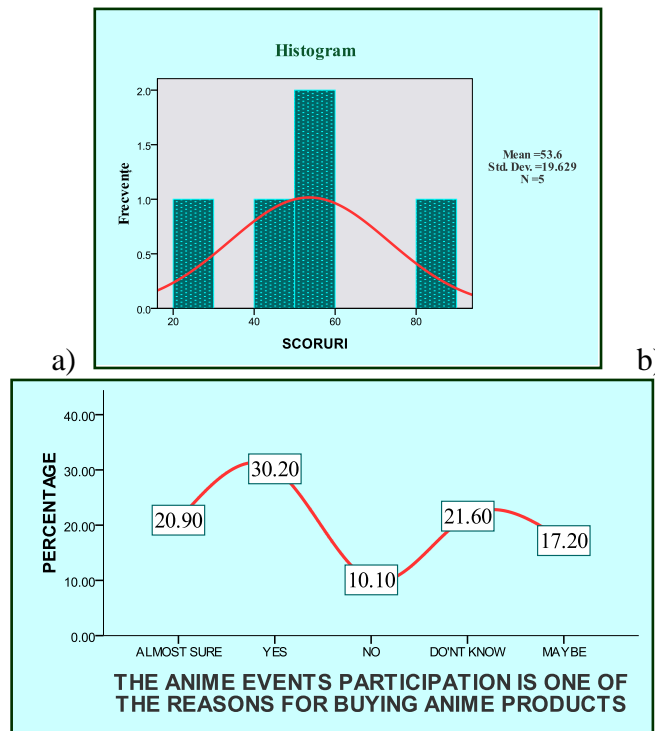 Histogram
Frecvenţe
2.0
1.5
1.0
0.5
0.0
20
40
60
80
SCORURI
Mean =53.6
Std. Dev. =19.629
N =5
a)
b)
PERCENTAGE
40.00
30.00
20.00
10.00
0.00
20.90
30.20
10.10
21.60
17.20
ALMOST SURE
YES
NO
DO'NT KNOW
MAYBE
THE ANIME EVENTS PARTICIPATION IS ONE OF
THE REASONS FOR BUYING ANIME PRODUCTS